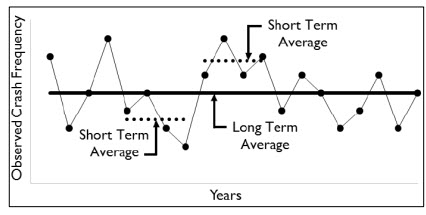 Observed Crash Frequency
Short Term
Average
Short Term
Average
Long Term
Average
Years